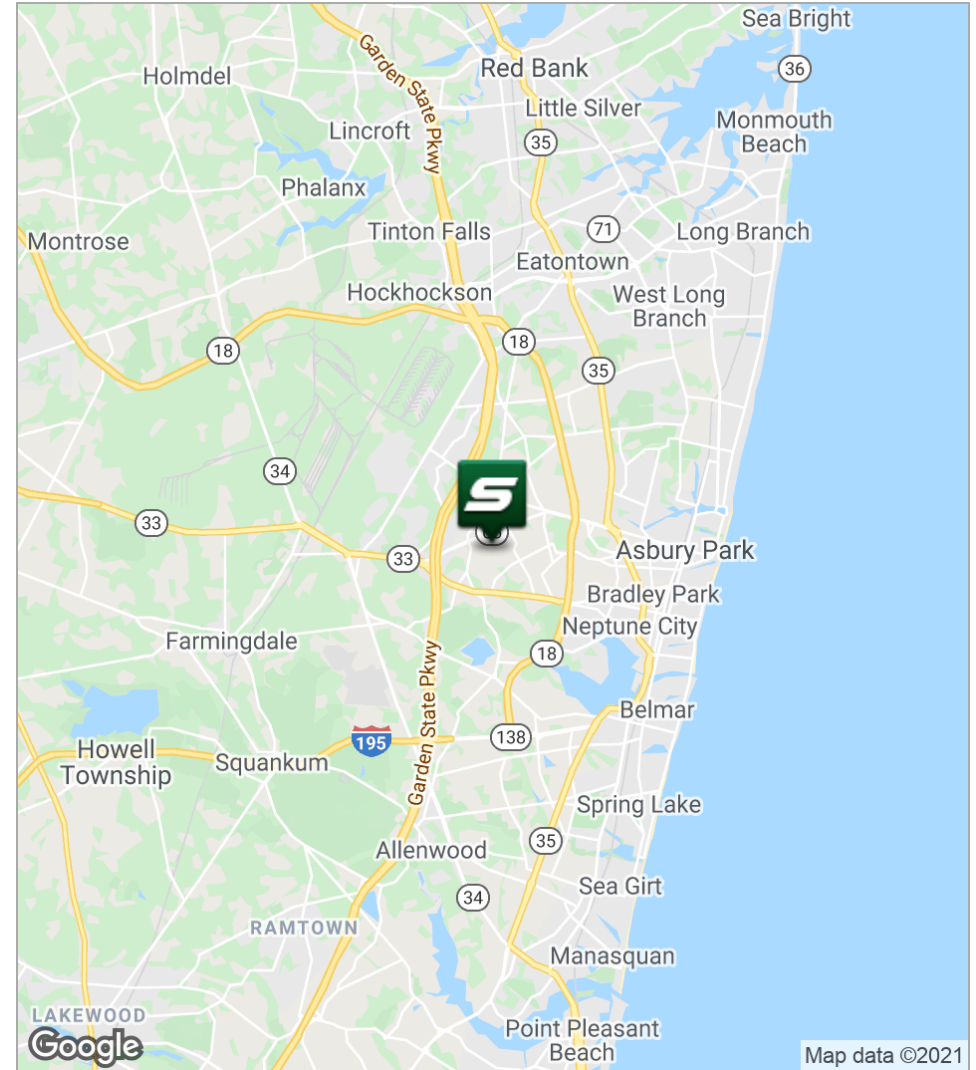 Sea Bright
36
Garden State Pkwy
Holmdel
Red Bank
Little Silver
Lincroft
35
Monmouth
Beach
Phalanx
Tinton Falls
71
Long Branch
Montrose
Eatontown
Hockhockson
West Long
Branch
18
18
35
34
S
33
33
Asbury Park
Bradley Park
Neptune City
Farmingdale
18
Garden State Pkwy
Belmar
195
138
Howell
Township
Squankum
Spring Lake
35
Allenwood
34
Sea Girt
RAMTOWN
Manasquan
LAKEWOOD
Point Pleasant
Beach
Google
Map data ©2021